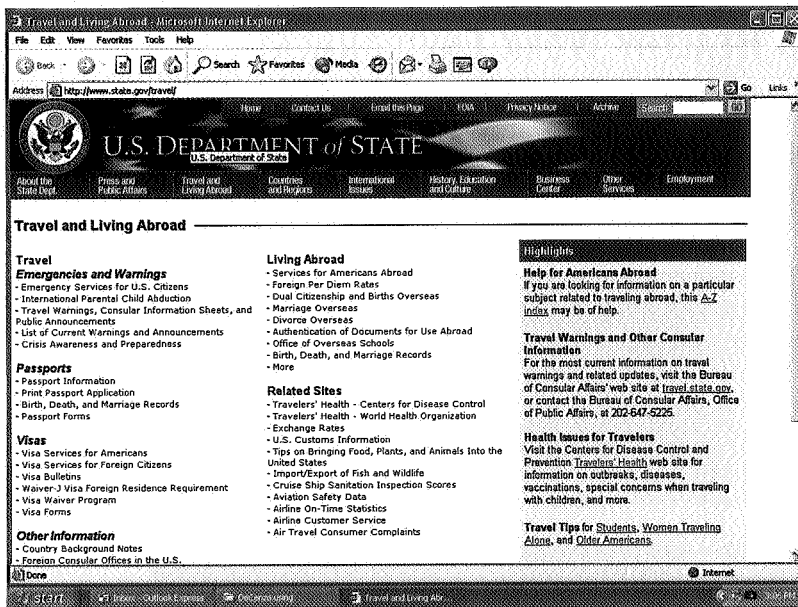 Travel and Living Abroad - Microsoft Internet Explorer
File Edit View Favorites Tools Help
Back Search Favorites Media
Address http://www.state.gov/travel/ Go Links
Home Contact Us Email this Page FOIA Privacy Notice Archive Search GO
U.S. DEPARTMENT of STATE
U.S. Department of State
About the State Dept. Press and Public Affairs Travel and Living Abroad Countries and Regions International Issues History, Education and Culture Business Center Other Services Employment
Travel and Living Abroad
Travel
Emergencies and Warnings
- Emergency Services for U.S. Citizens
- International Parental Child Abduction
- Travel Warnings, Consular Information Sheets, and
Public Announcements
- List of Current Warnings and Announcements
- Crisis Awareness and Preparedness
Passports
- Passport Information
- Print Passport Application
- Birth, Death, and Marriage Records
- Passport Forms
Visas
- Visa Services for Americans
- Visa Services for Foreign Citizens
- Visa Bulletins
- Waiver-J Visa Foreign Residence Requirement
- Visa Waiver Program
- Visa Forms
Other Information
- Country Background Notes
- Foreign Consular Offices in the U.S.
Living Abroad
- Services for Americans Abroad
- Foreign Per Diem Rates
- Dual Citizenship and Births Overseas
- Marriage Overseas
- Divorce Overseas
- Authentication of Documents for Use Abroad
- Office of Overseas Schools
- Birth, Death, and Marriage Records
- More
Related Sites
- Travelers' Health - Centers for Disease Control
- Travelers' Health - World Health Organization
- Exchange Rates
- U.S. Customs Information
- Tips on Bringing Food, Plants, and Animals Into the
United States
- Import/Export of Fish and Wildlife
- Cruise Ship Sanitation Inspection Scores
- Aviation Safety Data
- Airline On-Time Statistics
- Airline Customer Service
- Air Travel Consumer Complaints
Highlights
Help for Americans Abroad
If you are looking for information on a particular
subject related to traveling abroad, this A-Z
index may be of help.
Travel Warnings and Other Consular
Information
For the most current information on travel
warnings and related updates, visit the Bureau
of Consular Affairs' web site at travel.state.gov,
or contact the Bureau of Consular Affairs, Office
of Public Affairs, at 202-647-5225.
Health Issues for Travelers
Visit the Centers for Disease Control and
Prevention Travelers' Health web site for
information on outbreaks, diseases,
vaccinations, special concerns when traveling
with children, and more.
Travel Tips for Students, Women Traveling
Alone, and Older Americans.
Done Internet
start Inbox - Outlook Express Travel and Living Abr... 3:05 PM